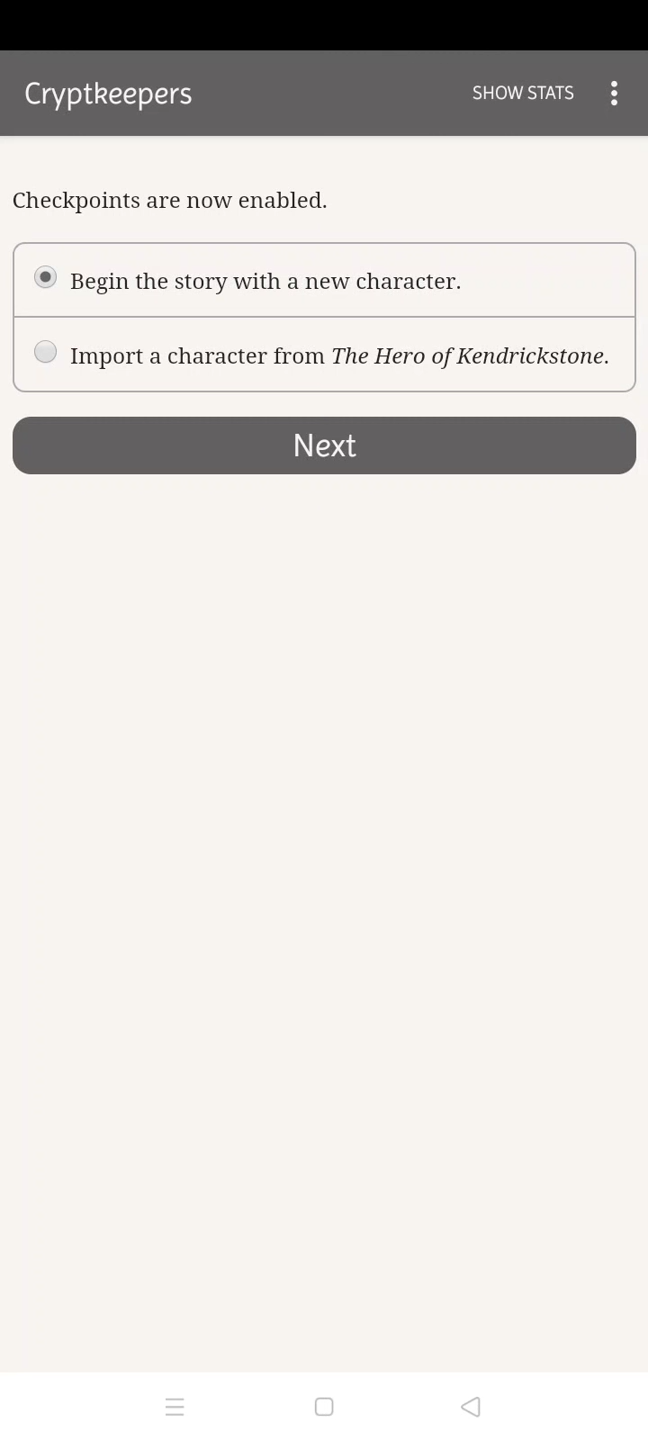 Cryptkeepers
SHOW STATS
Checkpoints are now enabled.
Begin the story with a new character.
Import a character from The Hero of Kendrickstone.
Next